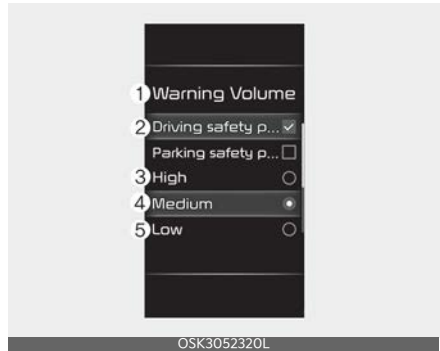 1 Warning Volume
2 Driving safety p...
Parking safety p...
3 High
4 Medium
5 Low
OSK3052320L